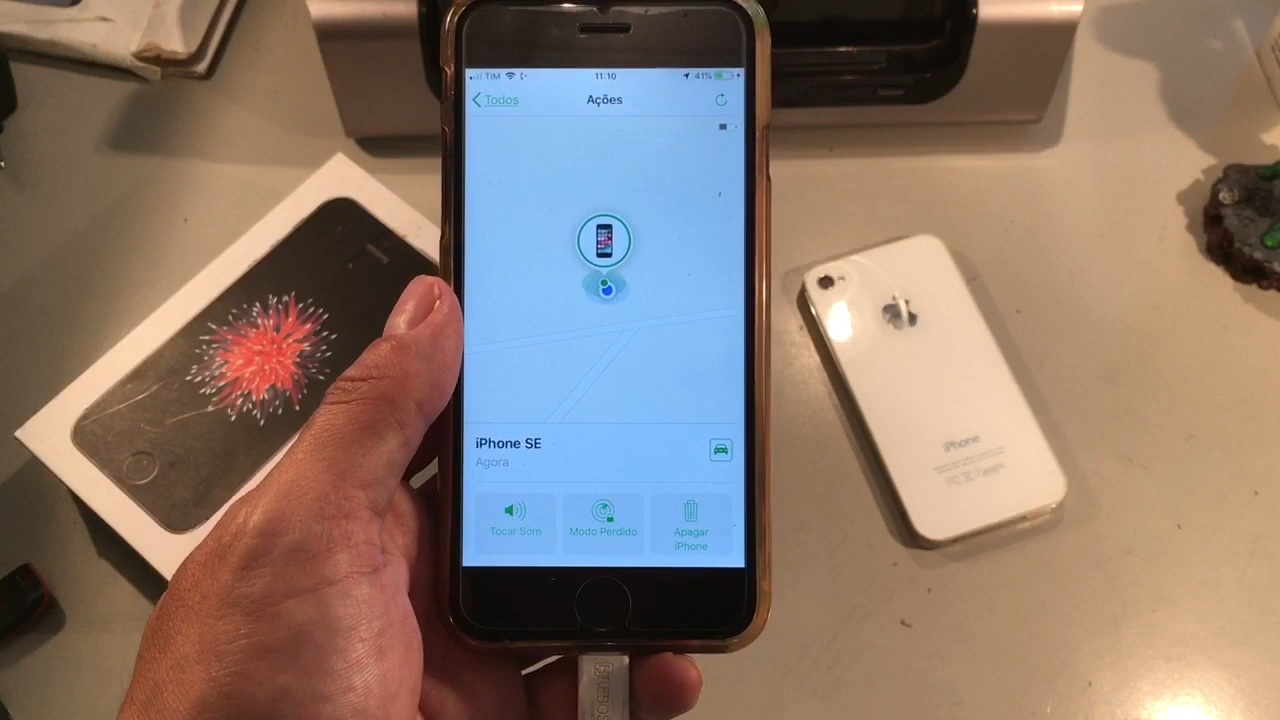 TIM 11:10 41%
Todos Ações
iPhone SE
Agora
Tocar Som
Modo Perdido
Apagar
iPhone
iPhone